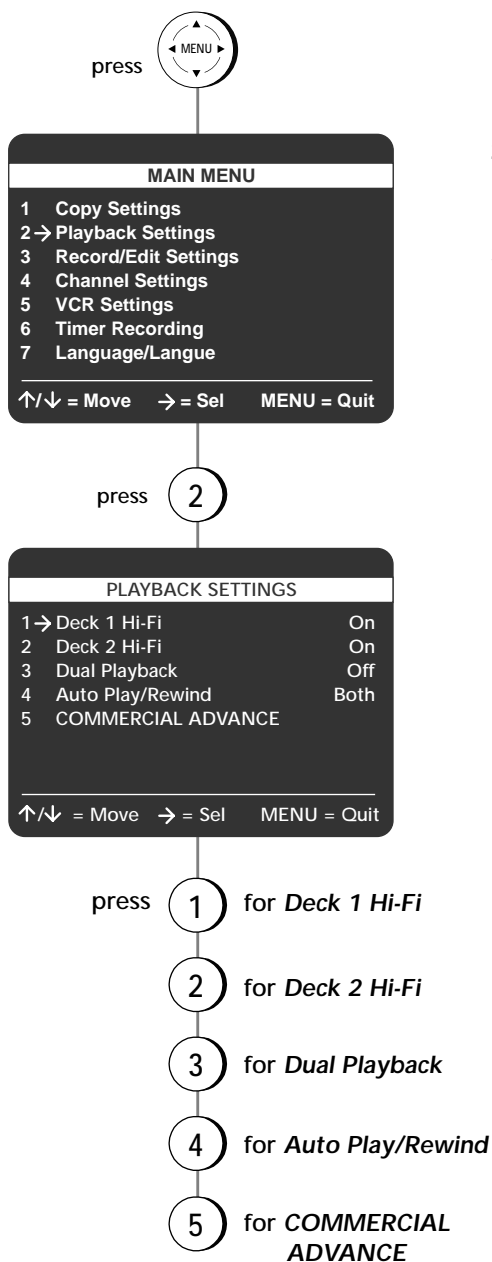 press MENU
MAIN MENU
1 Copy Settings
2→ Playback Settings
3 Record/Edit Settings
4 Channel Settings
5 VCR Settings
6 Timer Recording
7 Language/Langue
↑/↓ = Move → = Sel MENU = Quit
press 2
PLAYBACK SETTINGS
1→ Deck 1 Hi-Fi On
2 Deck 2 Hi-Fi On
3 Dual Playback Off
4 Auto Play/Rewind Both
5 COMMERCIAL ADVANCE
↑/↓ = Move → = Sel MENU = Quit
press 1 for Deck 1 Hi-Fi
2 for Deck 2 Hi-Fi
3 for Dual Playback
4 for Auto Play/Rewind
5 for COMMERCIAL
ADVANCE